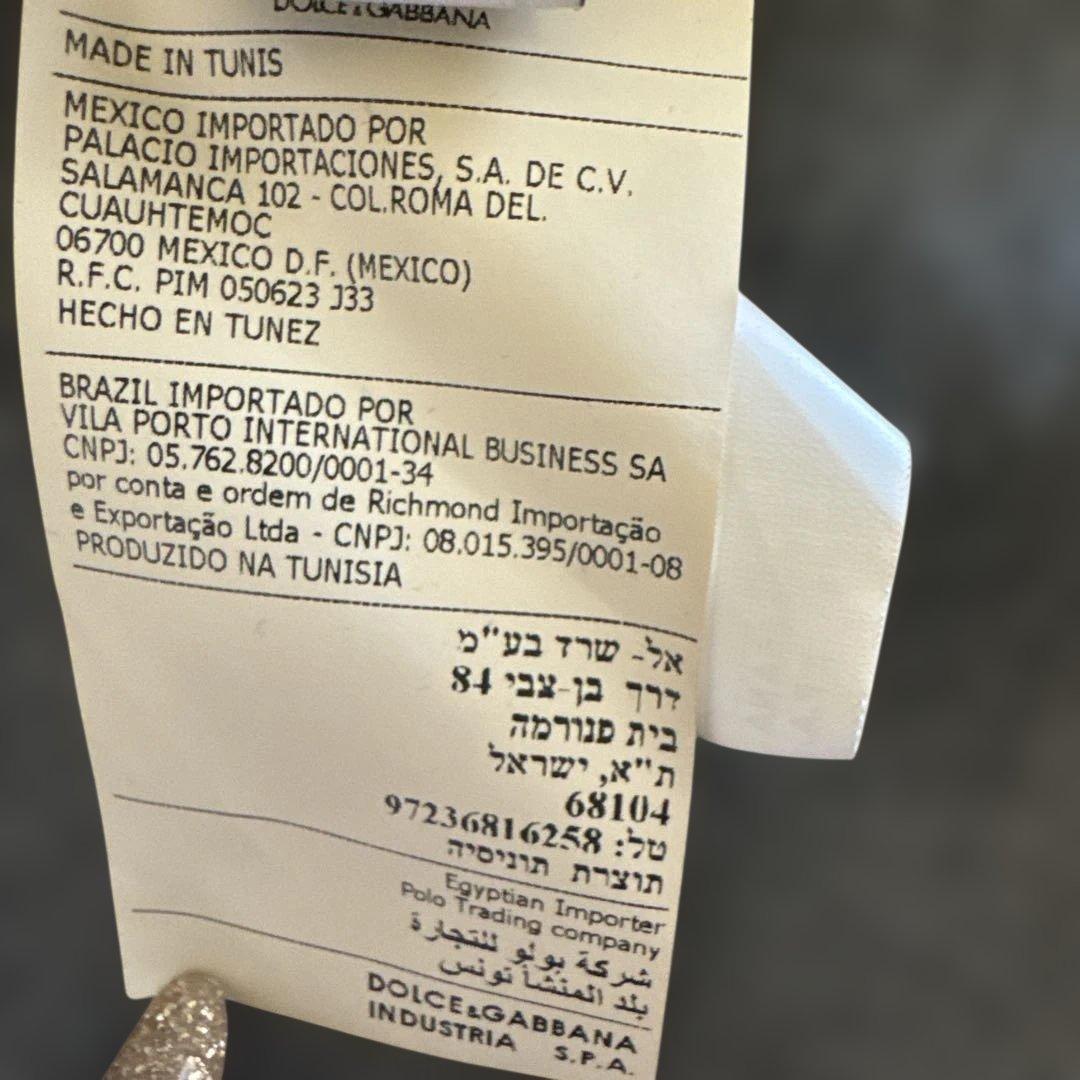 DOLCE&GABBANA
MADE IN TUNIS
MEXICO IMPORTADO POR
PALACIO IMPORTACIONES, S.A. DE C.V.
SALAMANCA 102 - COL.ROMA DEL.
CUAUHTEMOC
06700 MEXICO D.F. (MEXICO)
R.F.C. PIM 050623 J33
HECHO EN TUNEZ
BRAZIL IMPORTADO POR
VILA PORTO INTERNATIONAL BUSINESS SA
CNPJ: 05.762.8200/0001-34
por conta e ordem de Richmond Importação
e Exportação Ltda - CNPJ: 08.015.395/0001-08
PRODUZIDO NA TUNISIA
אל- שרד בע"מ
דרך בן-צבי 84
בית פנורמה
ת"א, ישראל
68104
טל: 97236816258
תוצרת תוניסיה
Egyptian Importer
Polo Trading company
شركة بولو للتجارة
بلد المنشأ تونس
DOLCE&GABBANA
INDUSTRIA S.P.A.